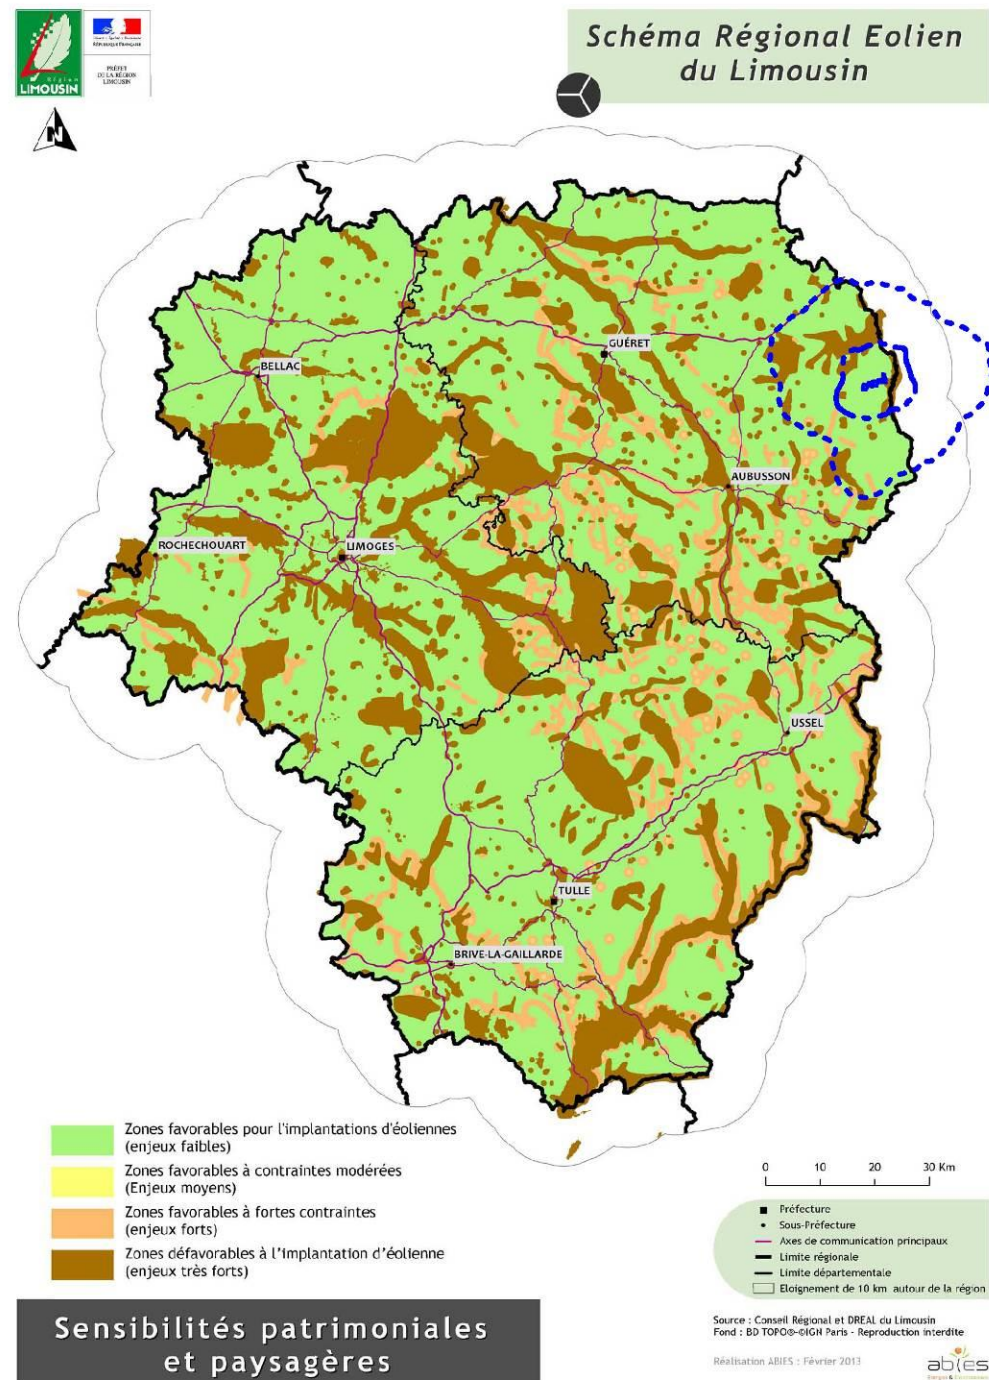 Région
LIMOUSIN
RÉPUBLIQUE FRANÇAISE
PRÉFET
DE LA RÉGION
LIMOUSIN
Schéma Régional Eolien
du Limousin
N
GUÉRET
BELLAC
AUBUSSON
ROCHECHOUART
LIMOGES
USSEL
TULLE
BRIVE-LA-GAILLARDE
Zones favorables pour l'implantations d'éoliennes
(enjeux faibles)
Zones favorables à contraintes modérées
(Enjeux moyens)
Zones favorables à fortes contraintes
(enjeux forts)
Zones défavorables à l'implantation d'éolienne
(enjeux très forts)
0 10 20 30 Km
Préfecture
Sous-Préfecture
Axes de communication principaux
Limite régionale
Limite départementale
Eloignement de 10 km autour de la région
Sensibilités patrimoniales
et paysagères
Source : Conseil Régional et DREAL du Limousin
Fond : BD TOPO®-©IGN Paris - Reproduction interdite
Réalisation ABIES : Février 2013
abies